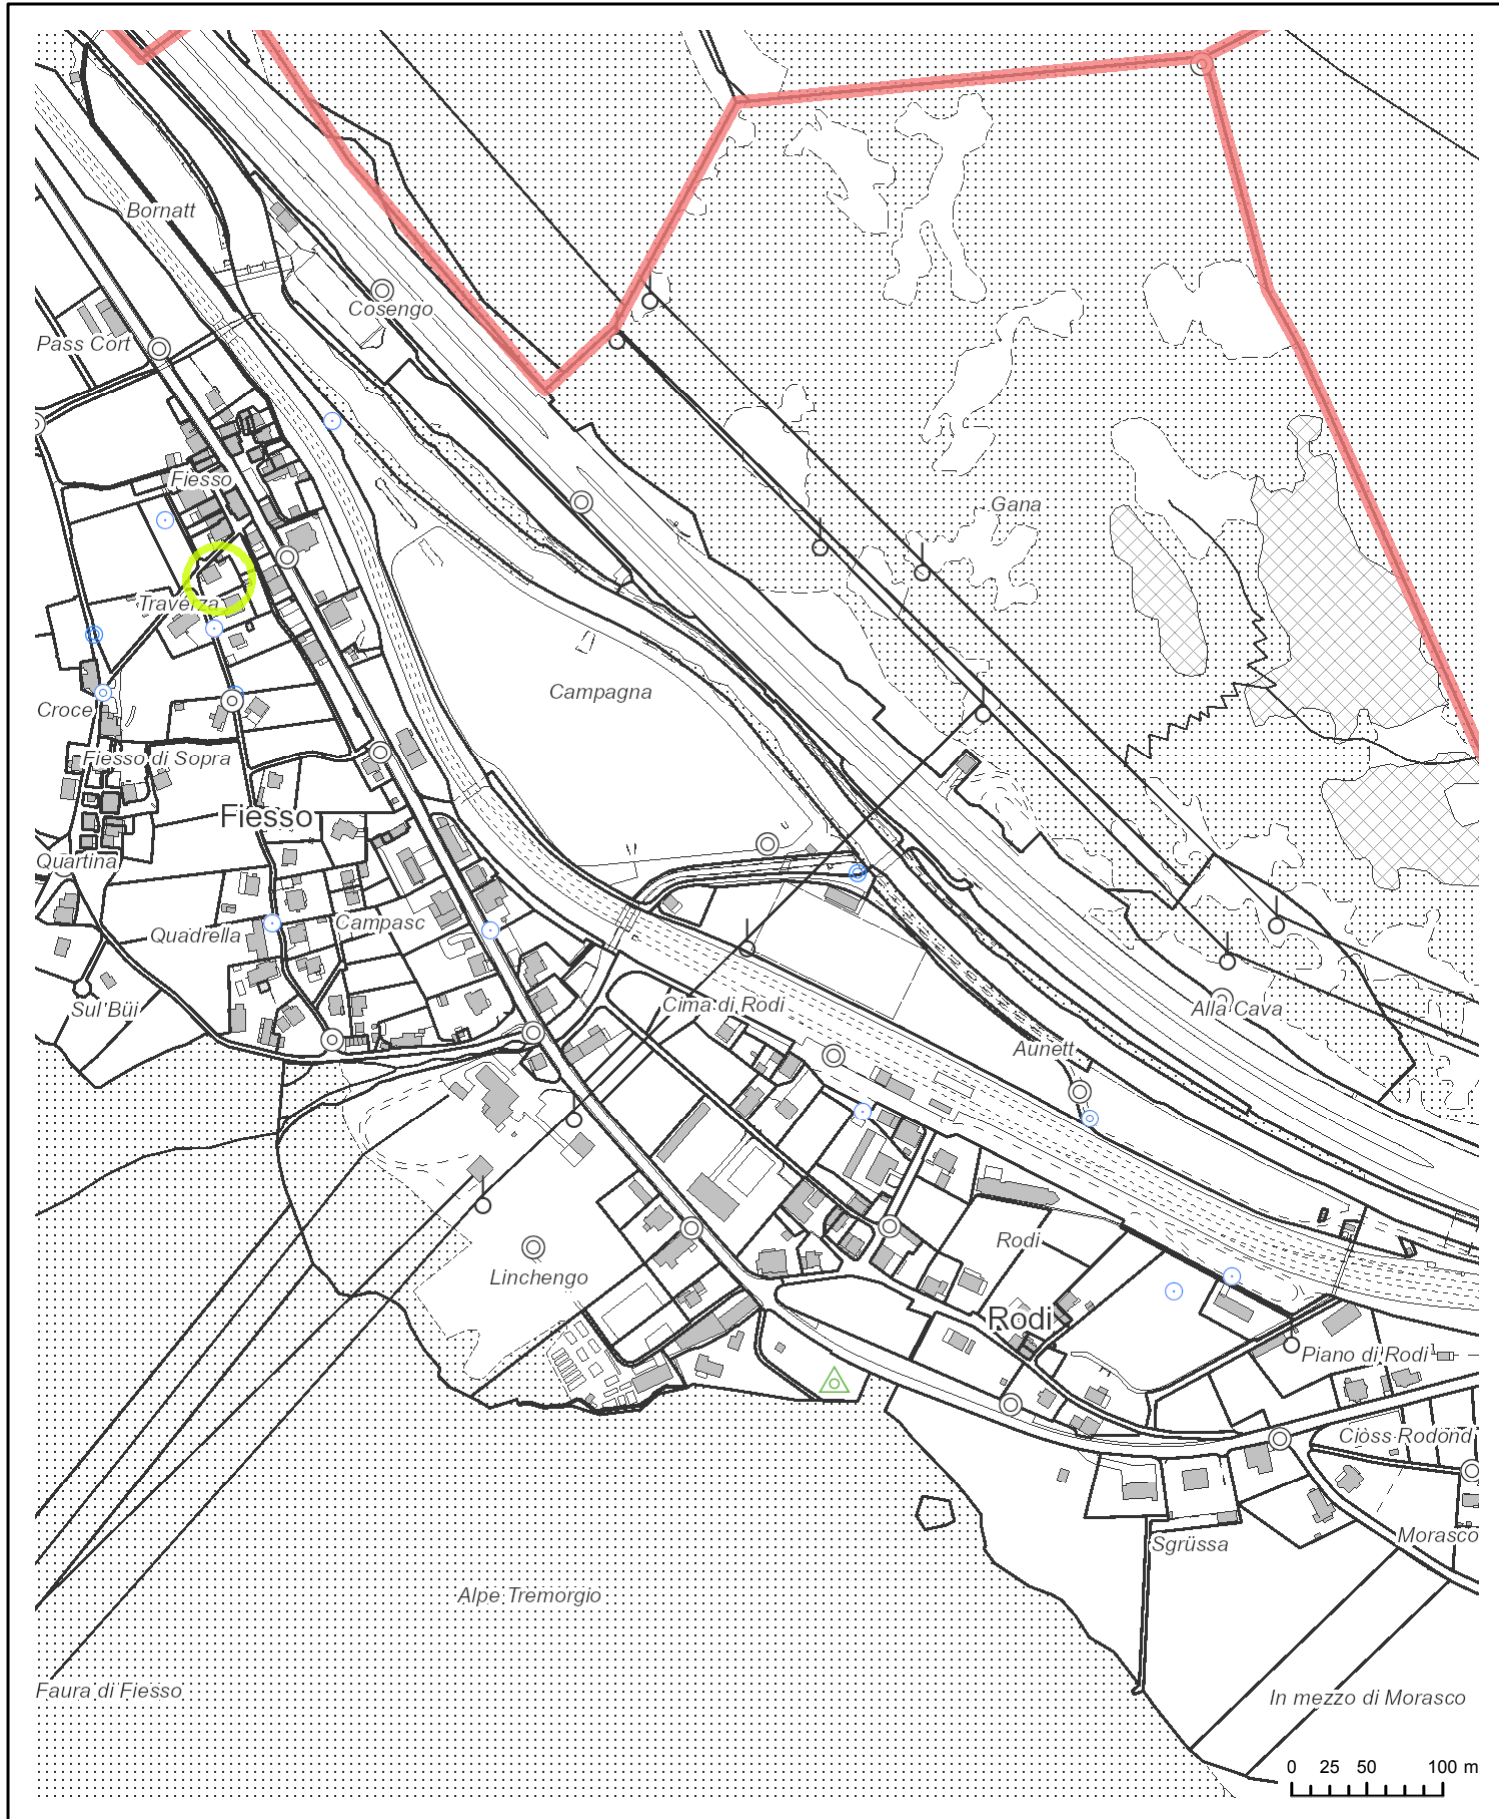 Bornatt
Cosengo
Pass Cort
Fiesso
Gana
Traverza
Campagna
Croce
Fiesso di Sopra
Fiesso
Quartina
Quadrella
Campasc
Sul Büi
Cima di Rodi
Alla Cava
Aunett
Rodi
Linchengo
Rodi
Piano di Rodi
1
Ciòss Rodond
Morasco
Sgrüssa
Alpe Tremorgio
Faura di Fiesso
In mezzo di Morasco
0 25 50 100 m